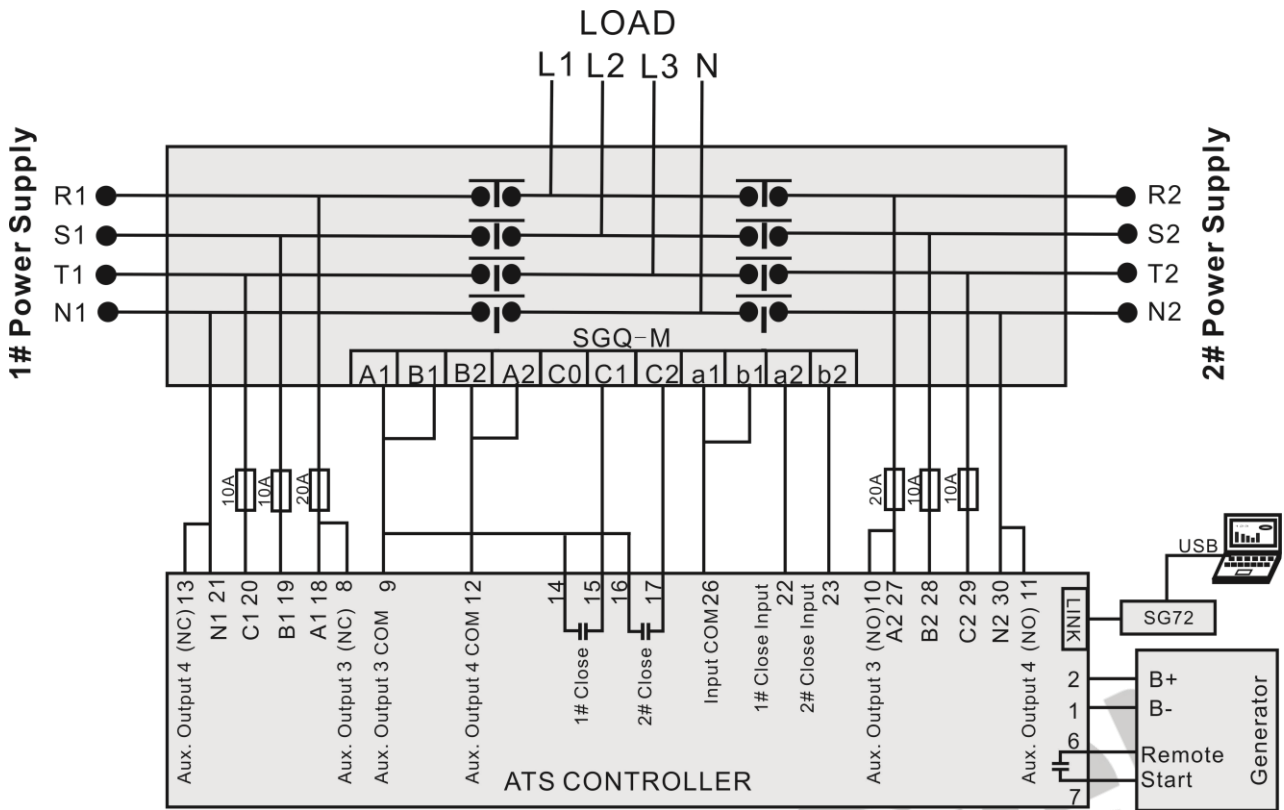 LOAD
L1 L2 L3 N
1# Power Supply
R1
S1
T1
N1
2# Power Supply
R2
S2
T2
N2
SGQ-M
A1 B1 B2 A2 C0 C1 C2 a1 b1 a2 b2
10A
10A
20A
20A
10A
10A
Aux. Output 4 (NC) 13
N1 21
C1 20
B1 19
A1 18
Aux. Output 3 (NC) 8
Aux. Output 3 COM 9
Aux. Output 4 COM 12
14
15
1# Close
16
17
2# Close
Input COM 26
1# Close Input 22
2# Close Input 23
Aux. Output 3 (NO) 10
A2 27
B2 28
C2 29
N2 30
Aux. Output 4 (NO) 11
LINK
USB
SG72
2
1
6
7
B+
B-
Remote
Start
Generator
ATS CONTROLLER